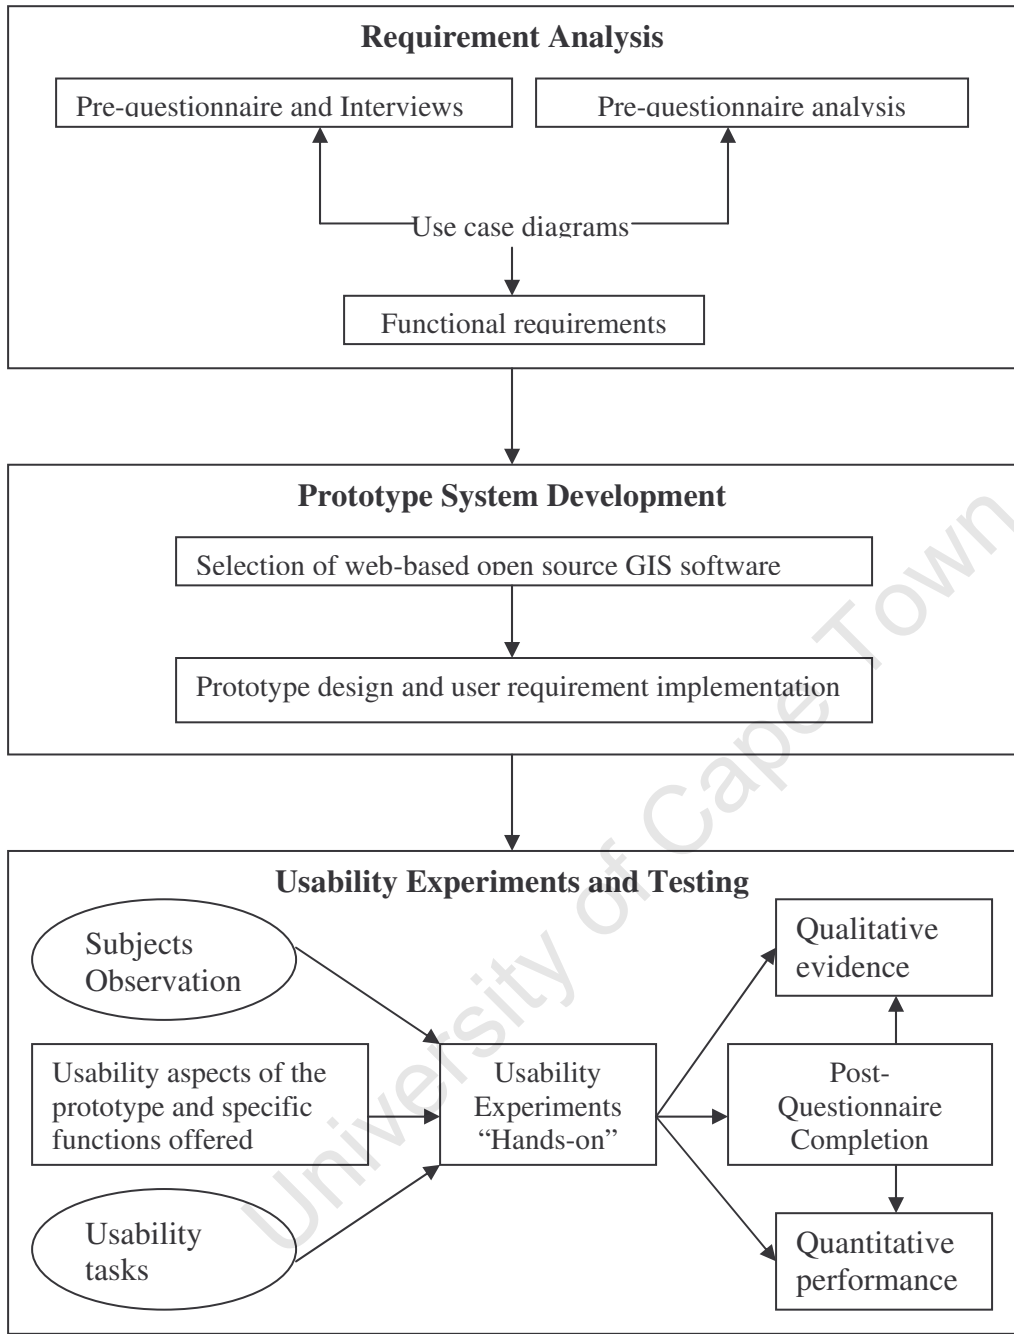 Requirement Analysis
Pre-questionnaire and Interviews
Pre-questionnaire analysis
Use case diagrams
Functional requirements
Prototype System Development
Selection of web-based open source GIS software
Prototype design and user requirement implementation
Usability Experiments and Testing
Subjects
Observation
Usability aspects of the
prototype and specific
functions offered
Usability
tasks
Usability
Experiments
“Hands-on”
Qualitative
evidence
Post-
Questionnaire
Completion
Quantitative
performance
University of Cape Town